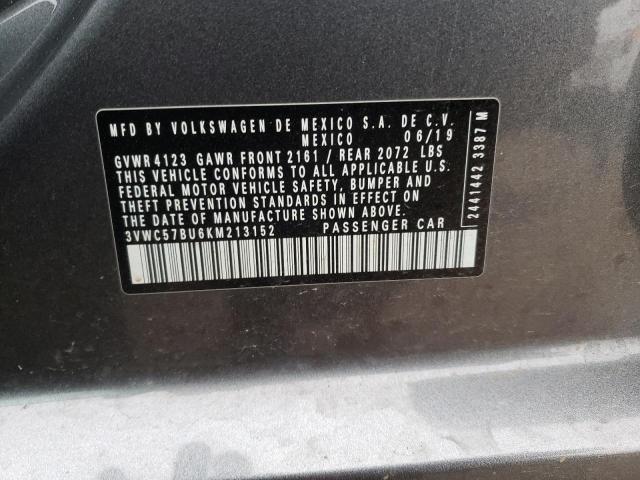 MFD BY VOLKSWAGEN DE MEXICO S.A. DE C.V.
MEXICO 06/19
GVWR 4123 GAWR FRONT 2161 / REAR 2072 LBS
THIS VEHICLE CONFORMS TO ALL APPLICABLE U.S.
FEDERAL MOTOR VEHICLE SAFETY, BUMPER AND
THEFT PREVENTION STANDARDS IN EFFECT ON
THE DATE OF MANUFACTURE SHOWN ABOVE.
3VWC57BU6KM213152 PASSENGER CAR
2441442 3387 M